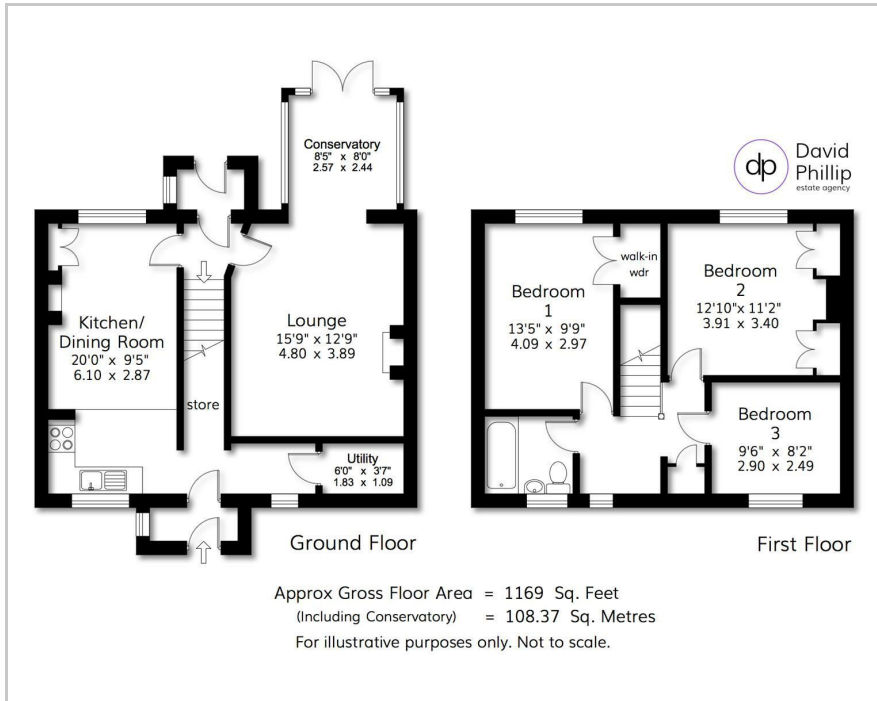 Conservatory
8'5" x 8'0"
2.57 x 2.44
dp
David
Phillip
estate agency
Kitchen/
Dining Room
20'0" x 9'5"
6.10 x 2.87
Lounge
15'9" x 12'9"
4.80 x 3.89
store
Utility
6'0" x 3'7"
1.83 x 1.09
Ground Floor
walk-in
wdr
Bedroom
1
13'5" x 9'9"
4.09 x 2.97
Bedroom
2
12'10" x 11'2"
3.91 x 3.40
Bedroom
3
9'6" x 8'2"
2.90 x 2.49
First Floor
Approx Gross Floor Area = 1169 Sq. Feet
(Including Conservatory) = 108.37 Sq. Metres
For illustrative purposes only. Not to scale.